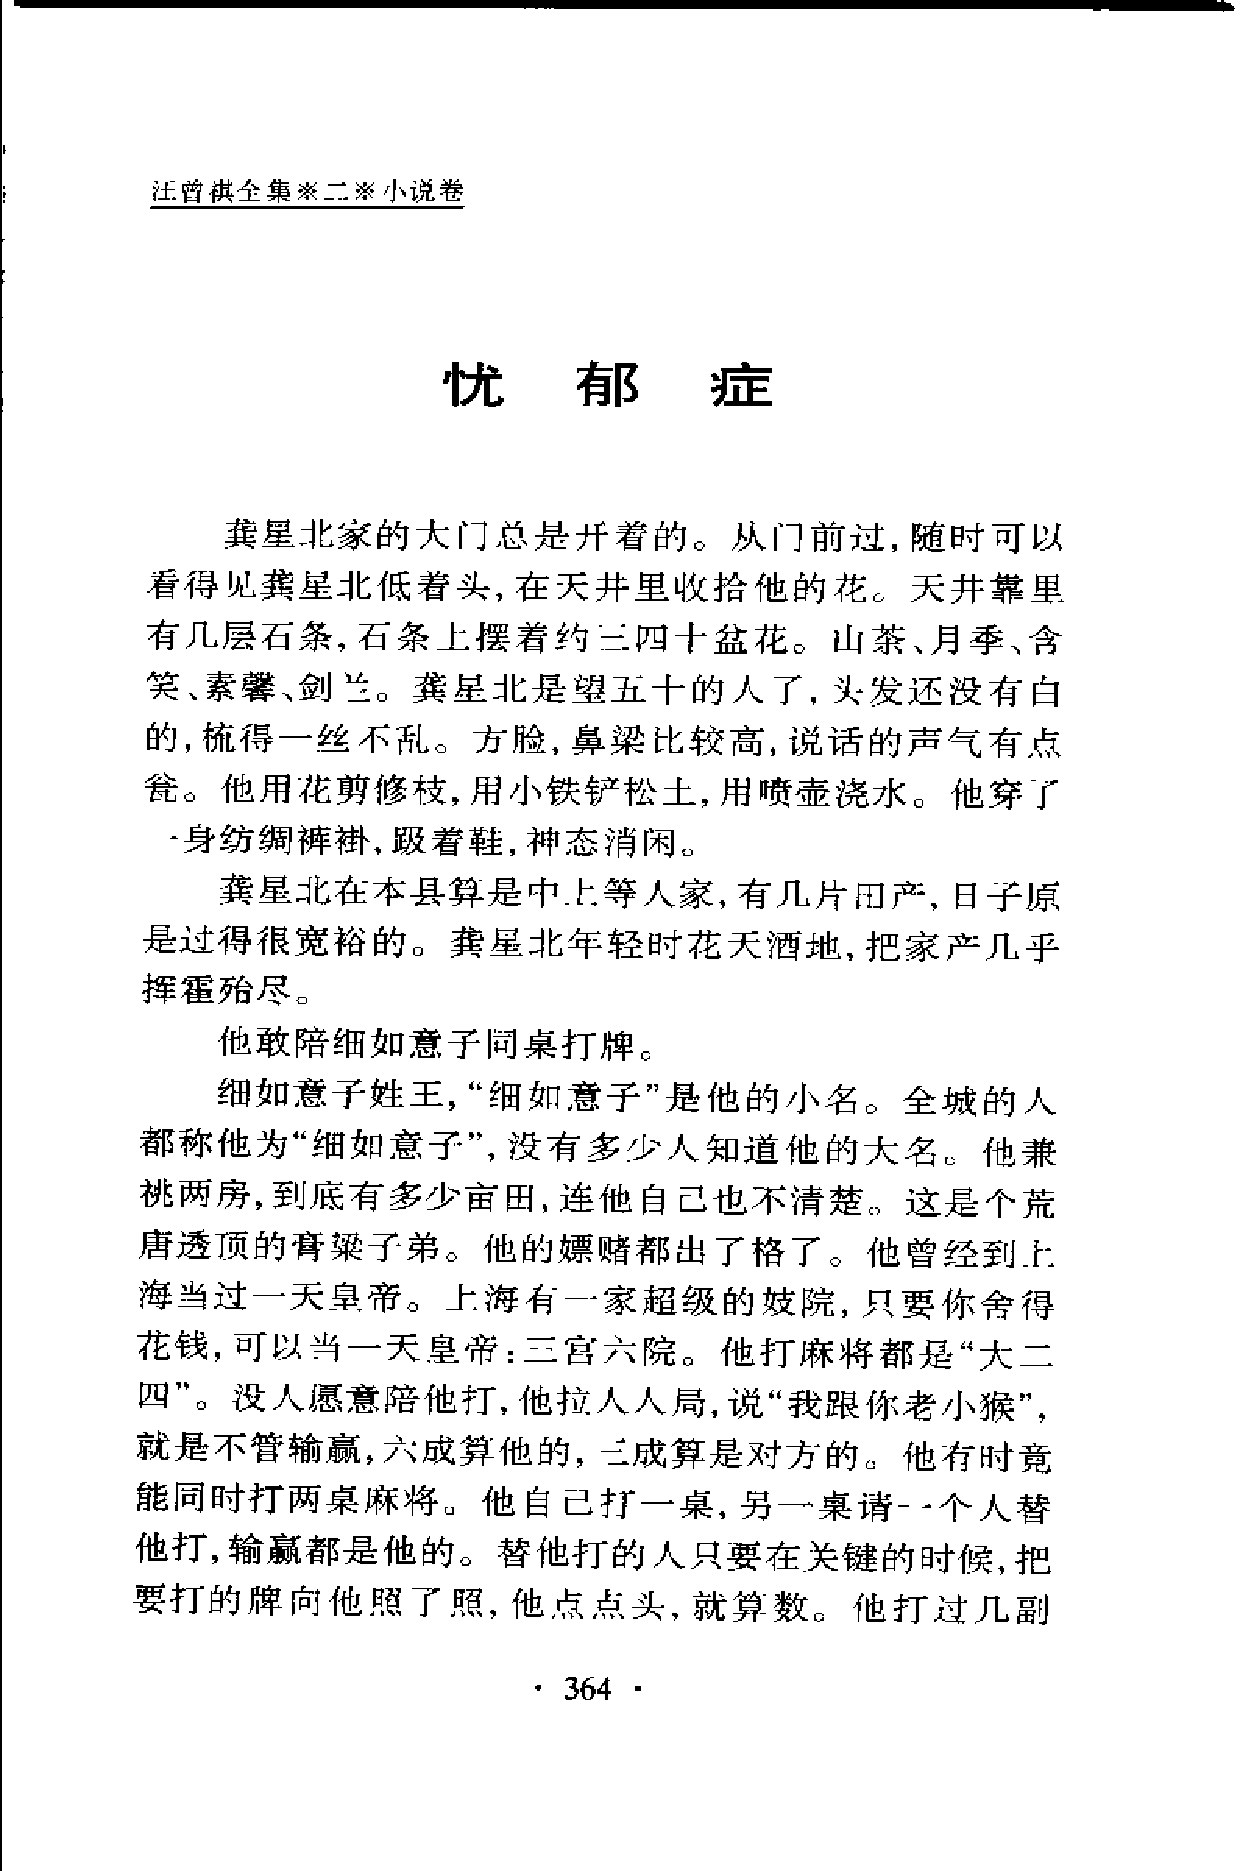 汪曾祺全集※二※小说卷
忧郁症
龚星北家的大门总是开着的。从门前过,随时可以
看得见龚星北低着头,在天井里收拾他的花。天井靠里
有几层石条,石条上摆着约三四十盆花。山茶、月季、含
笑、素馨、剑兰。龚星北是望五十的人了,头发还没有白
的,梳得一丝不乱。方脸,鼻梁比较高,说话的声气有点
瓮。他用花剪修枝,用小铁铲松土,用喷壶浇水。他穿了
一身纺绸裤褂,趿着鞋,神态消闲。
龚星北在本县算是中上等人家,有几片田产,日子原
是过得很宽裕的。龚星北年轻时花天酒地,把家产几乎
挥霍殆尽。
他敢陪细如意子同桌打牌。
细如意子姓王,“细如意子”是他的小名。全城的人
都称他为“细如意子”,没有多少人知道他的大名。他兼
祧两房,到底有多少亩田,连他自己也不清楚。这是个荒
唐透顶的膏粱子弟。他的嫖赌都出了格了。他曾经到上
海当过一天皇帝。上海有一家超级的妓院,只要你舍得
花钱,可以当一天皇帝:三宫六院。他打麻将都是“大二
四”。没人愿意陪他打,他拉人入局,说“我跟你老小猴”,
就是不管输赢,六成算他的,三成算是对方的。他有时竟
能同时打两桌麻将。他自己打一桌,另一桌请一个人替
他打,输赢都是他的。替他打的人只要在关键的时候,把
要打的牌向他照了照,他点点头,就算数。他打过几副
· 364 ·